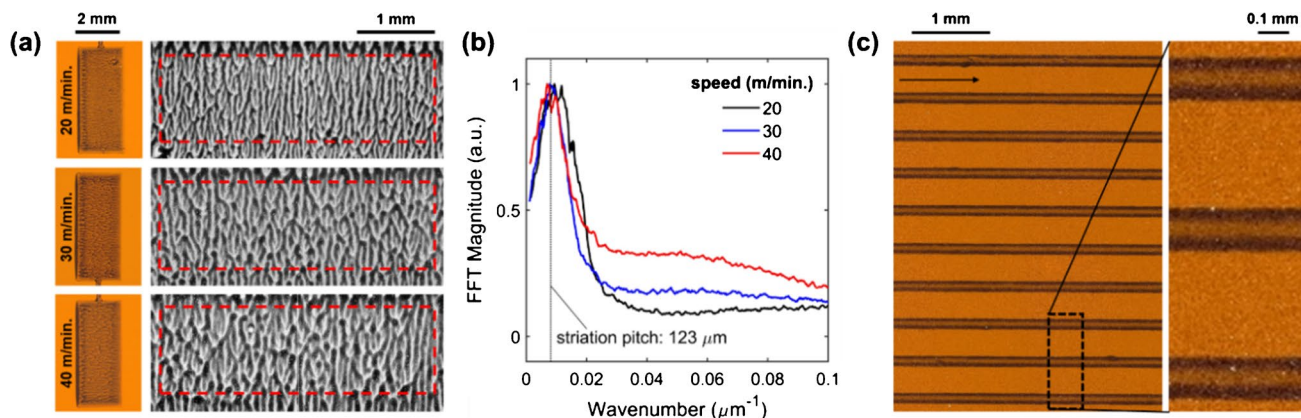 (a)
2 mm
1 mm
20 m/min.
30 m/min.
40 m/min.
(b)
FFT Magnitude (a.u.)
1
0.5
0
speed (m/min.)
20
30
40
striation pitch: 123 μm
0 0.02 0.04 0.06 0.08 0.1
Wavenumber (μm⁻¹)
(c)
1 mm
0.1 mm